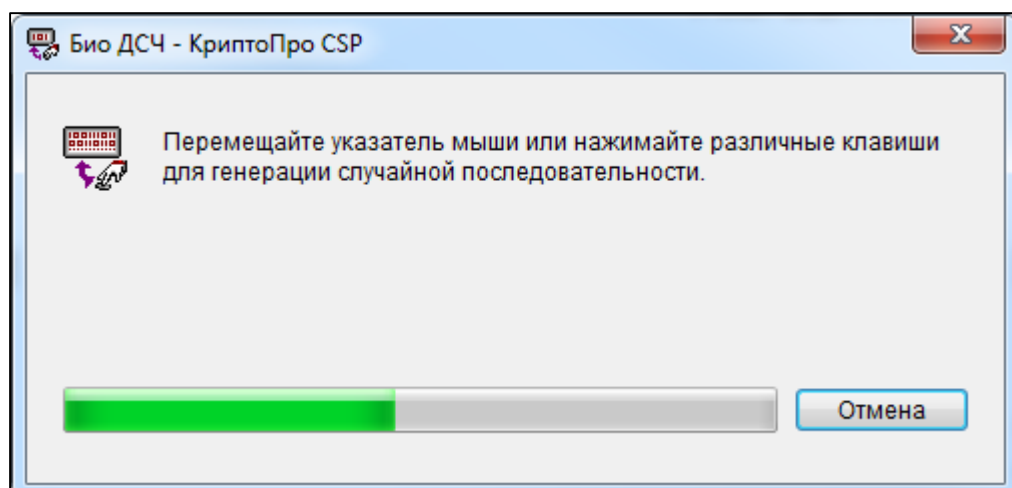 Био ДСЧ - КриптоПро CSP
Перемещайте указатель мыши или нажимайте различные клавиши
для генерации случайной последовательности.
Отмена